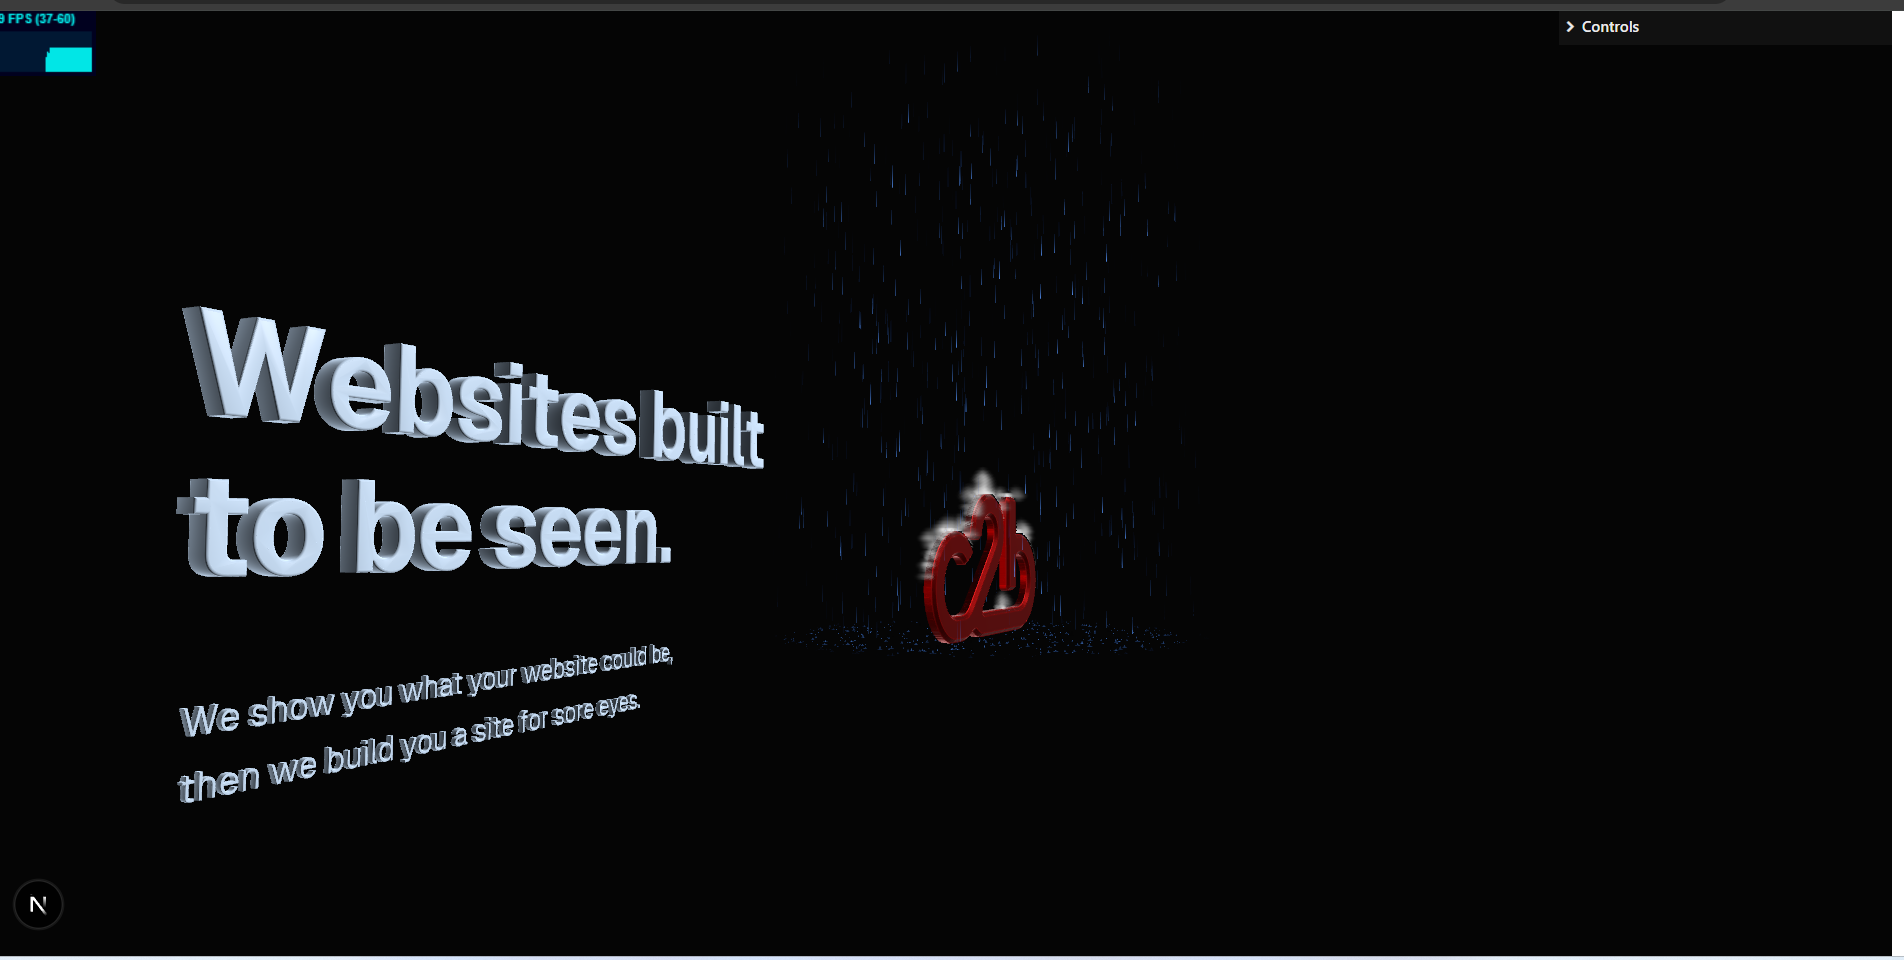 FPS (37-60)
Controls
Websites built
to be seen.
c2b
We show you what your website could be,
then we build you a site for sore eyes.
N